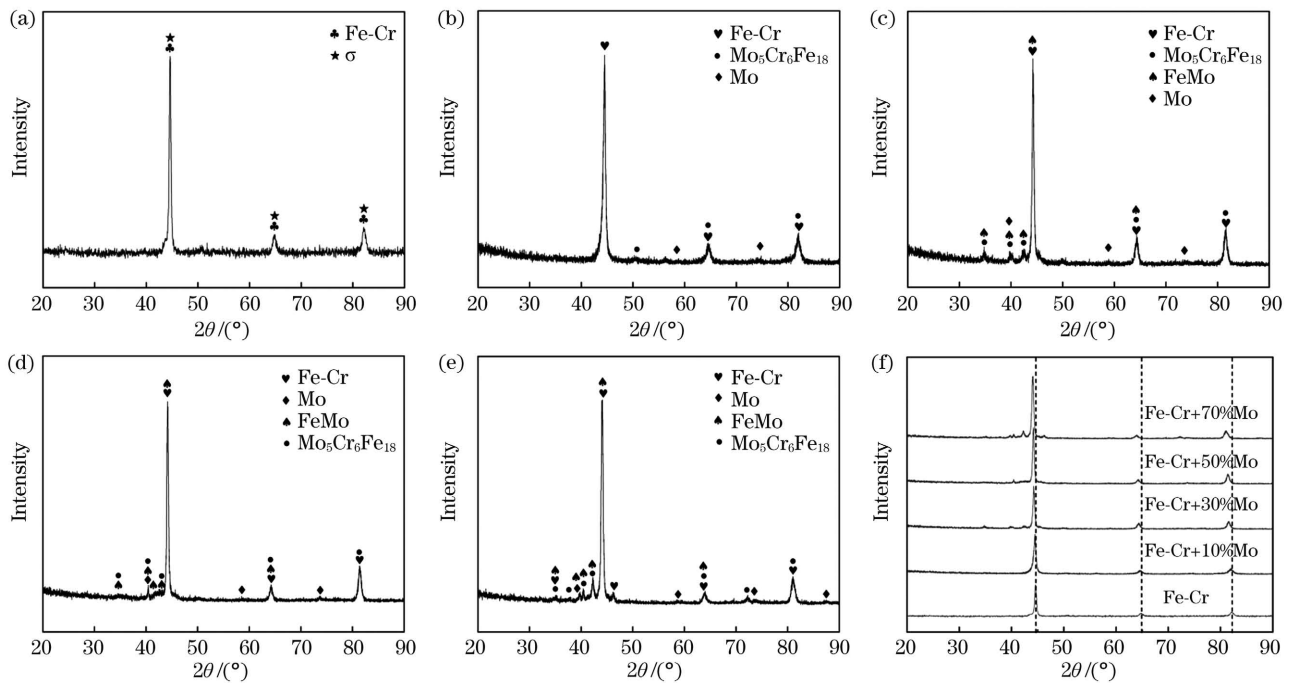 (a)
♣ Fe-Cr
★ σ
Intensity
20 30 40 50 60 70 80 90
2θ/(°)
(b)
♥ Fe-Cr
• Mo₅Cr₆Fe₁₈
♦ Mo
Intensity
20 30 40 50 60 70 80 90
2θ/(°)
(c)
♥ Fe-Cr
• Mo₅Cr₆Fe₁₈
♠ FeMo
♦ Mo
Intensity
20 30 40 50 60 70 80 90
2θ/(°)
(d)
♥ Fe-Cr
♦ Mo
♠ FeMo
• Mo₅Cr₆Fe₁₈
Intensity
20 30 40 50 60 70 80 90
2θ/(°)
(e)
♥ Fe-Cr
♦ Mo
♠ FeMo
• Mo₅Cr₆Fe₁₈
Intensity
20 30 40 50 60 70 80 90
2θ/(°)
(f)
Fe-Cr+70%Mo
Fe-Cr+50%Mo
Fe-Cr+30%Mo
Fe-Cr+10%Mo
Fe-Cr
Intensity
20 30 40 50 60 70 80 90
2θ/(°)